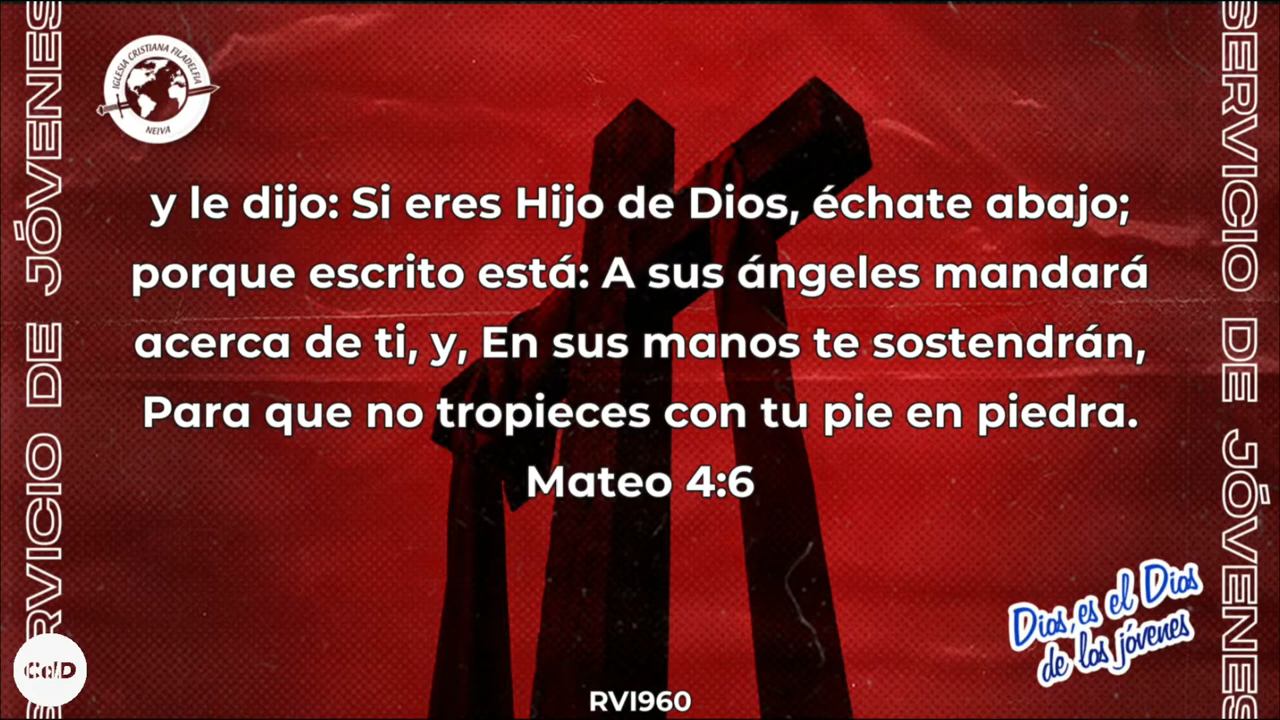 SERVICIO DE JÓVENES
IGLESIA CRISTIANA FILADELFIA
NEIVA
y le dijo: Si eres Hijo de Dios, échate abajo;
porque escrito está: A sus ángeles mandará
acerca de ti, y, En sus manos te sostendrán,
Para que no tropieces con tu pie en piedra.
Mateo 4:6
Dios, es el Dios
de los jóvenes
RV1960
SERVICIO DE JÓVENES